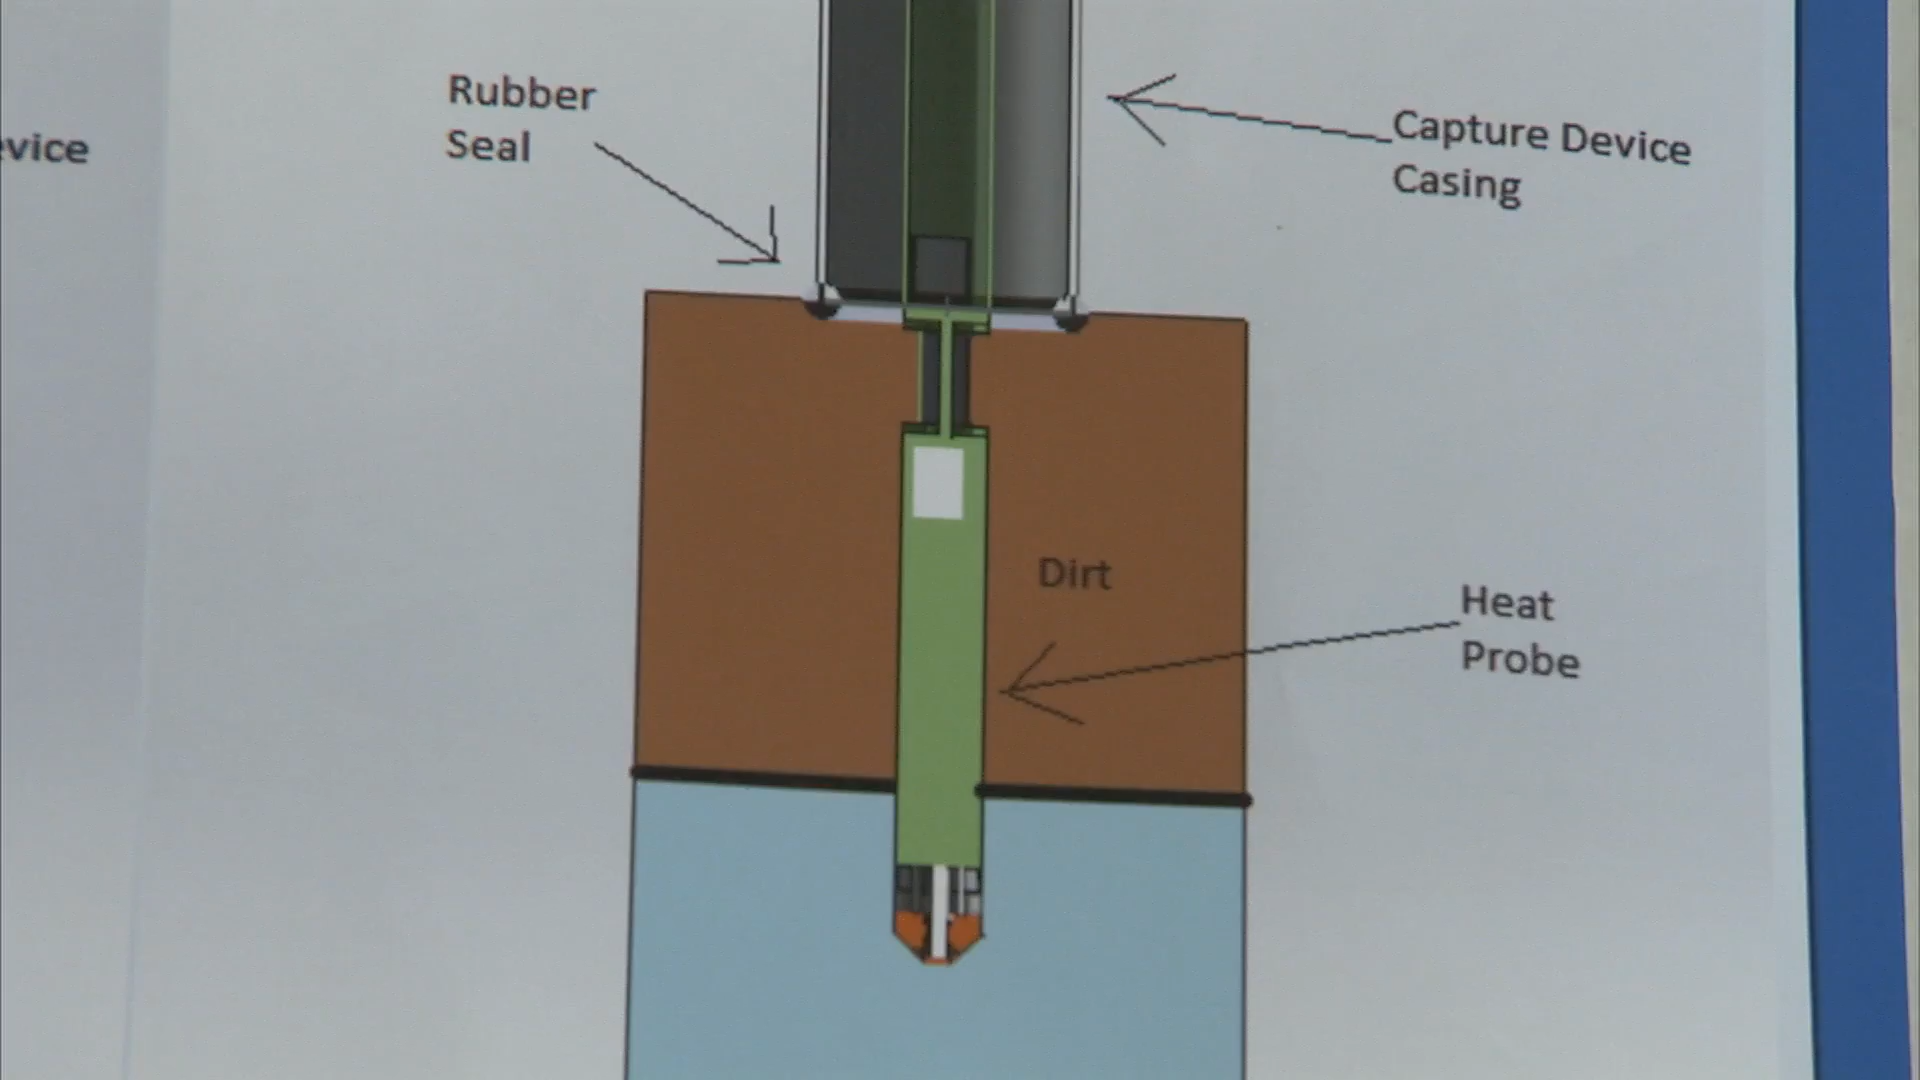 Rubber
Seal
Capture Device
Casing
Dirt
Heat
Probe